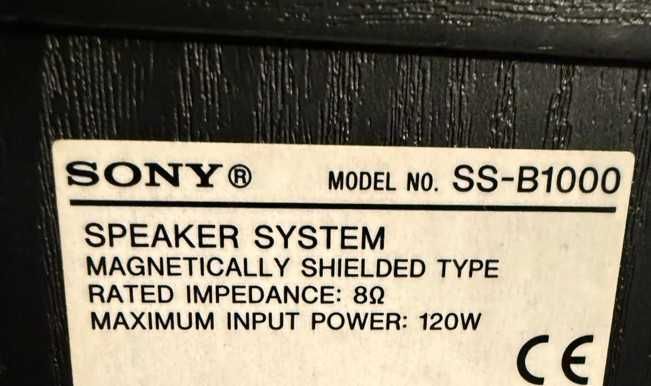 SONY® MODEL NO. SS-B1000
SPEAKER SYSTEM
MAGNETICALLY SHIELDED TYPE
RATED IMPEDANCE: 8Ω
MAXIMUM INPUT POWER: 120W
CE